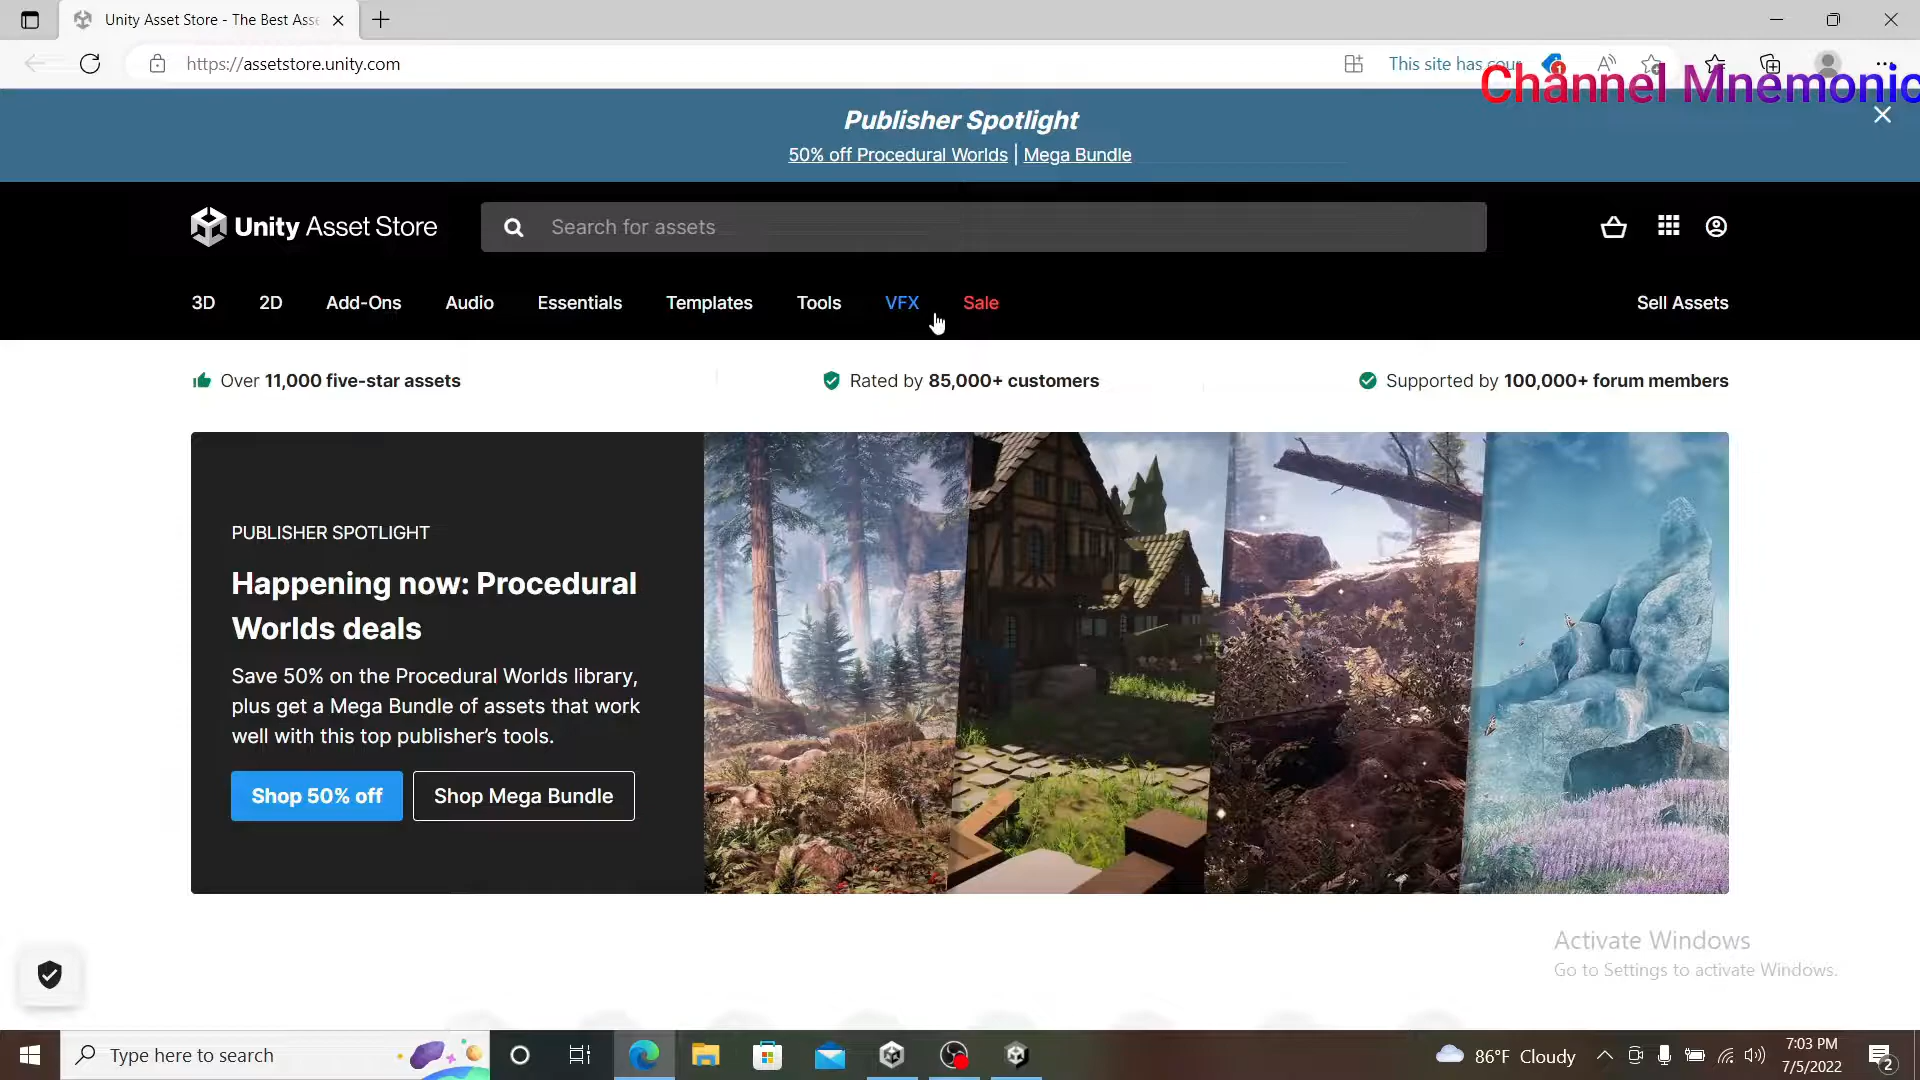 Unity Asset Store - The Best Ass
https://assetstore.unity.com
This site has cou
1
Channel Mnemonic
Publisher Spotlight
50% off Procedural Worlds | Mega Bundle
Unity Asset Store
Search for assets
3D
2D
Add-Ons
Audio
Essentials
Templates
Tools
VFX
Sale
Sell Assets
Over 11,000 five-star assets
Rated by 85,000+ customers
Supported by 100,000+ forum members
PUBLISHER SPOTLIGHT
Happening now: Procedural
Worlds deals
Save 50% on the Procedural Worlds library,
plus get a Mega Bundle of assets that work
well with this top publisher's tools.
Shop 50% off
Shop Mega Bundle
Activate Windows
Go to Settings to activate Windows.
Type here to search
86°F Cloudy
7:03 PM
7/5/2022
2